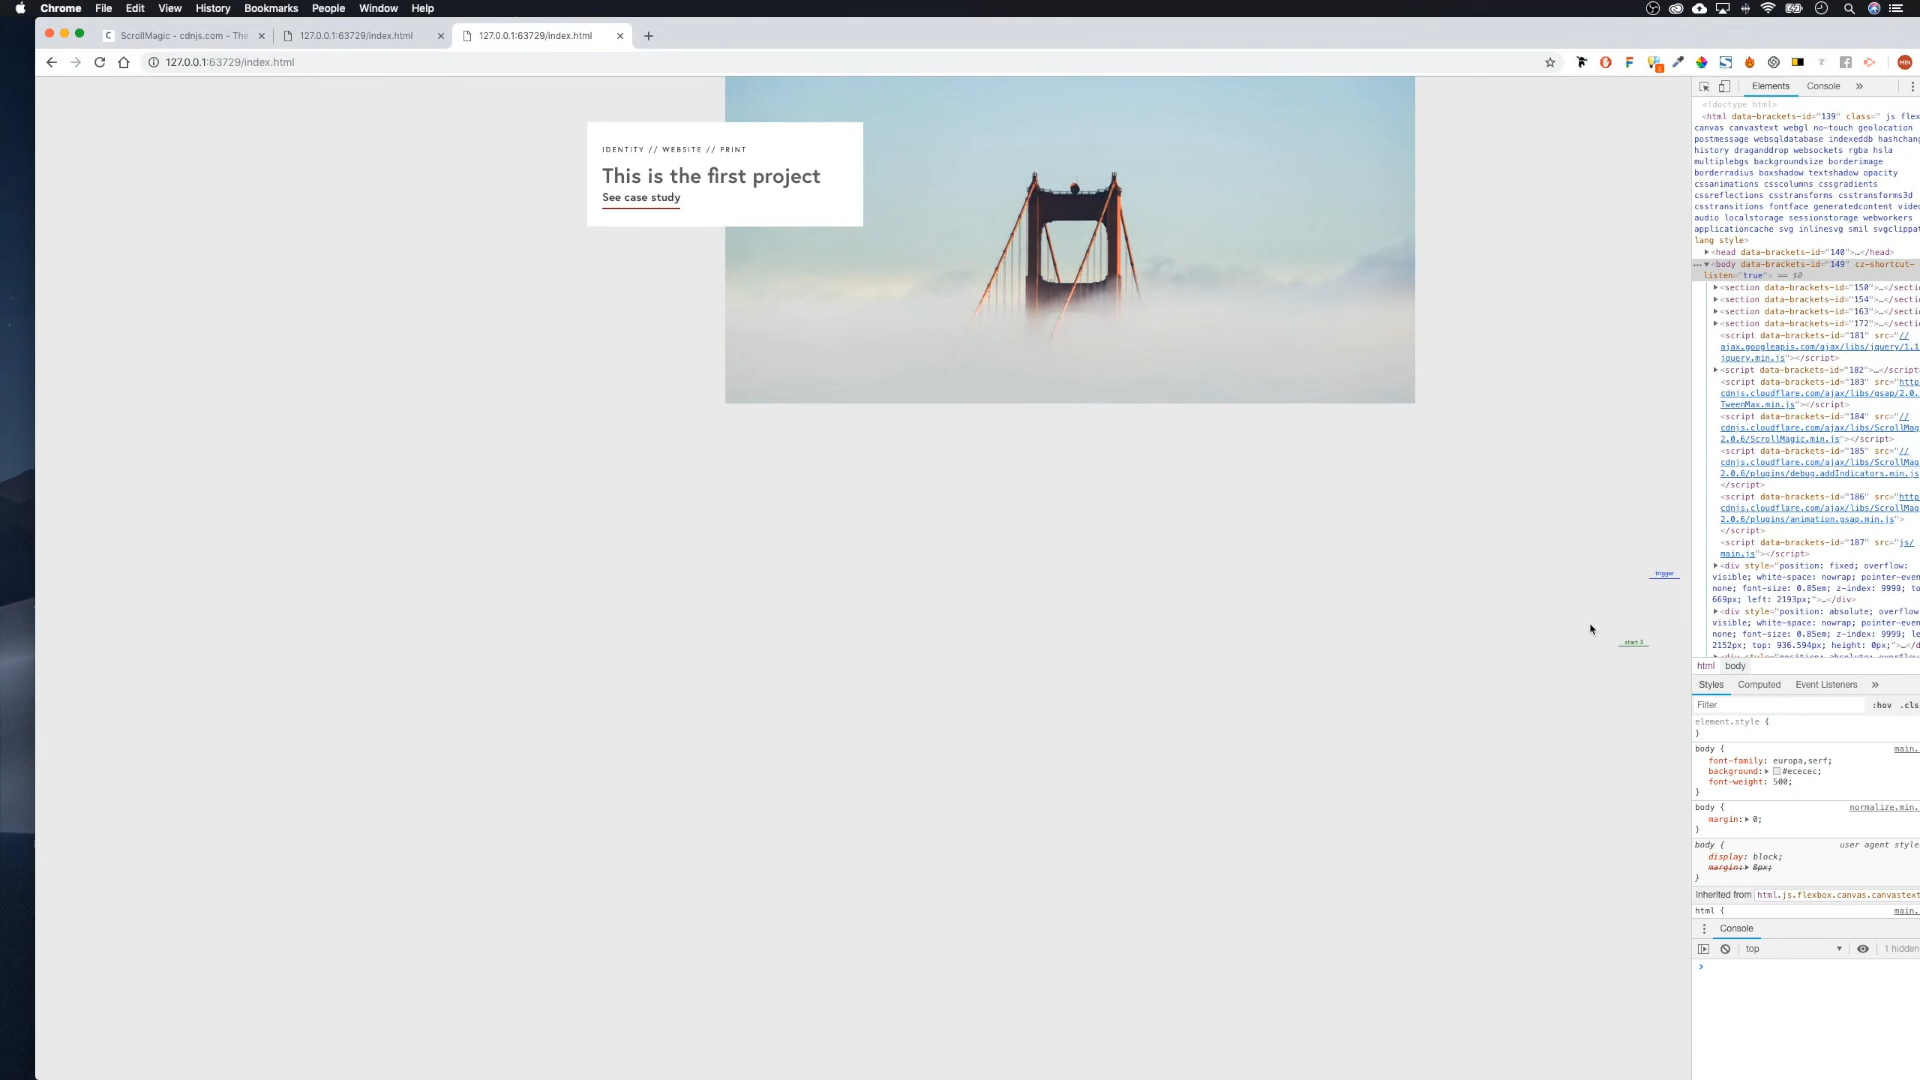 Chrome File Edit View History Bookmarks People Window Help
ScrollMagic - cdnjs.com - The
127.0.0.1:63729/index.html
127.0.0.1:63729/index.html
127.0.0.1:63729/index.html
IDENTITY // WEBSITE // PRINT
This is the first project
See case study
trigger
start 3
Elements Console »
<!doctype html>
<html data-brackets-id="139" class=" js flex
canvas canvastext webgl no-touch geolocation
postmessage websqldatabase indexeddb hashchang
history draganddrop websockets rgba hsla
multiplebgs backgroundsize borderimage
borderradius boxshadow textshadow opacity
cssanimations csscolumns cssgradients
cssreflections csstransforms csstransforms3d
csstransitions fontface generatedcontent video
audio localstorage sessionstorage webworkers
applicationcache svg inlinesvg smil svgclippat
lang style>
<head data-brackets-id="140">…</head>
<body data-brackets-id="149" cz-shortcut-
listen="true"> == $0
<section data-brackets-id="150">…</secti
<section data-brackets-id="154">…</secti
<section data-brackets-id="163">…</secti
<section data-brackets-id="172">…</secti
<script data-brackets-id="181" src="//
ajax.googleapis.com/ajax/libs/jquery/1.1
jquery.min.js"></script>
<script data-brackets-id="182">…</script
<script data-brackets-id="183" src="http
cdnjs.cloudflare.com/ajax/libs/gsap/2.0.
TweenMax.min.js"></script>
<script data-brackets-id="184" src="//
cdnjs.cloudflare.com/ajax/libs/ScrollMag
2.0.6/ScrollMagic.min.js"></script>
<script data-brackets-id="185" src="//
cdnjs.cloudflare.com/ajax/libs/ScrollMag
2.0.6/plugins/debug.addIndicators.min.js
</script>
<script data-brackets-id="186" src="http
cdnjs.cloudflare.com/ajax/libs/ScrollMag
2.0.6/plugins/animation.gsap.min.js">
</script>
<script data-brackets-id="187" src="js/
main.js"></script>
<div style="position: fixed; overflow:
visible; white-space: nowrap; pointer-even
none; font-size: 0.85em; z-index: 9999; to
669px; left: 2193px;">…</div>
<div style="position: absolute; overflow
visible; white-space: nowrap; pointer-even
none; font-size: 0.85em; z-index: 9999; le
2152px; top: 936.594px; height: 0px;">…</d
html body
Styles Computed Event Listeners »
Filter :hov .cls
element.style {
}
body { main.
font-family: europa,serf;
background: #ececec;
font-weight: 500;
}
body { normalize.min.
margin: 0;
}
body { user agent style
display: block;
margin: 8px;
}
Inherited from html.js.flexbox.canvas.canvastext
html { main.
Console
top 1 hidden